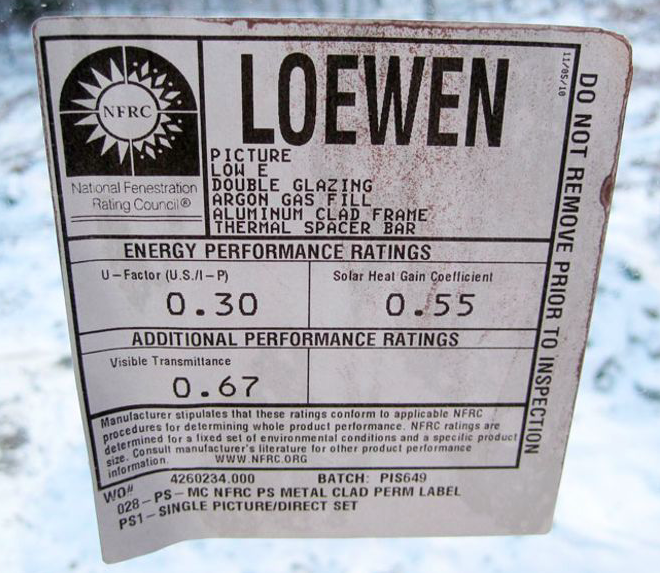 NFRC
National Fenestration
Rating Council®
LOEWEN
PICTURE
LOW E
DOUBLE GLAZING
ARGON GAS FILL
ALUMINUM CLAD FRAME
THERMAL SPACER BAR
11/05/10
DO NOT REMOVE PRIOR TO INSPECTION
ENERGY PERFORMANCE RATINGS
U-Factor (U.S./I-P)
0.30
Solar Heat Gain Coefficient
0.55
ADDITIONAL PERFORMANCE RATINGS
Visible Transmittance
0.67
Manufacturer stipulates that these ratings conform to applicable NFRC
procedures for determining whole product performance. NFRC ratings are
determined for a fixed set of environmental conditions and a specific product
size. Consult manufacturer's literature for other product performance
information. WWW.NFRC.ORG
WO# 4260234.000 BATCH: PIS649
028-PS-MC NFRC PS METAL CLAD PERM LABEL
PS1-SINGLE PICTURE/DIRECT SET